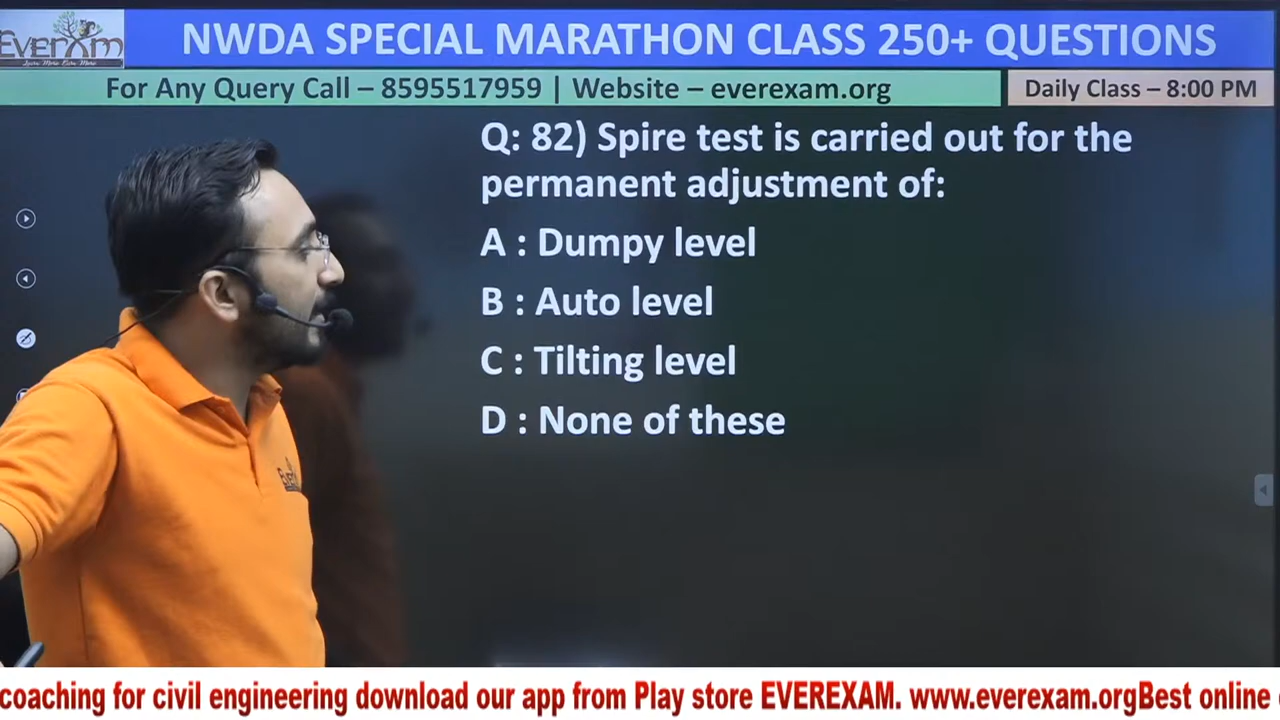 EVERExAM
NWDA SPECIAL MARATHON CLASS 250+ QUESTIONS
For Any Query Call – 8595517959 | Website – everexam.org
Daily Class – 8:00 PM
Q: 82) Spire test is carried out for the
permanent adjustment of:
A : Dumpy level
B : Auto level
C : Tilting level
D : None of these
coaching for civil engineering download our app from Play store EVEREXAM. www.everexam.orgBest online